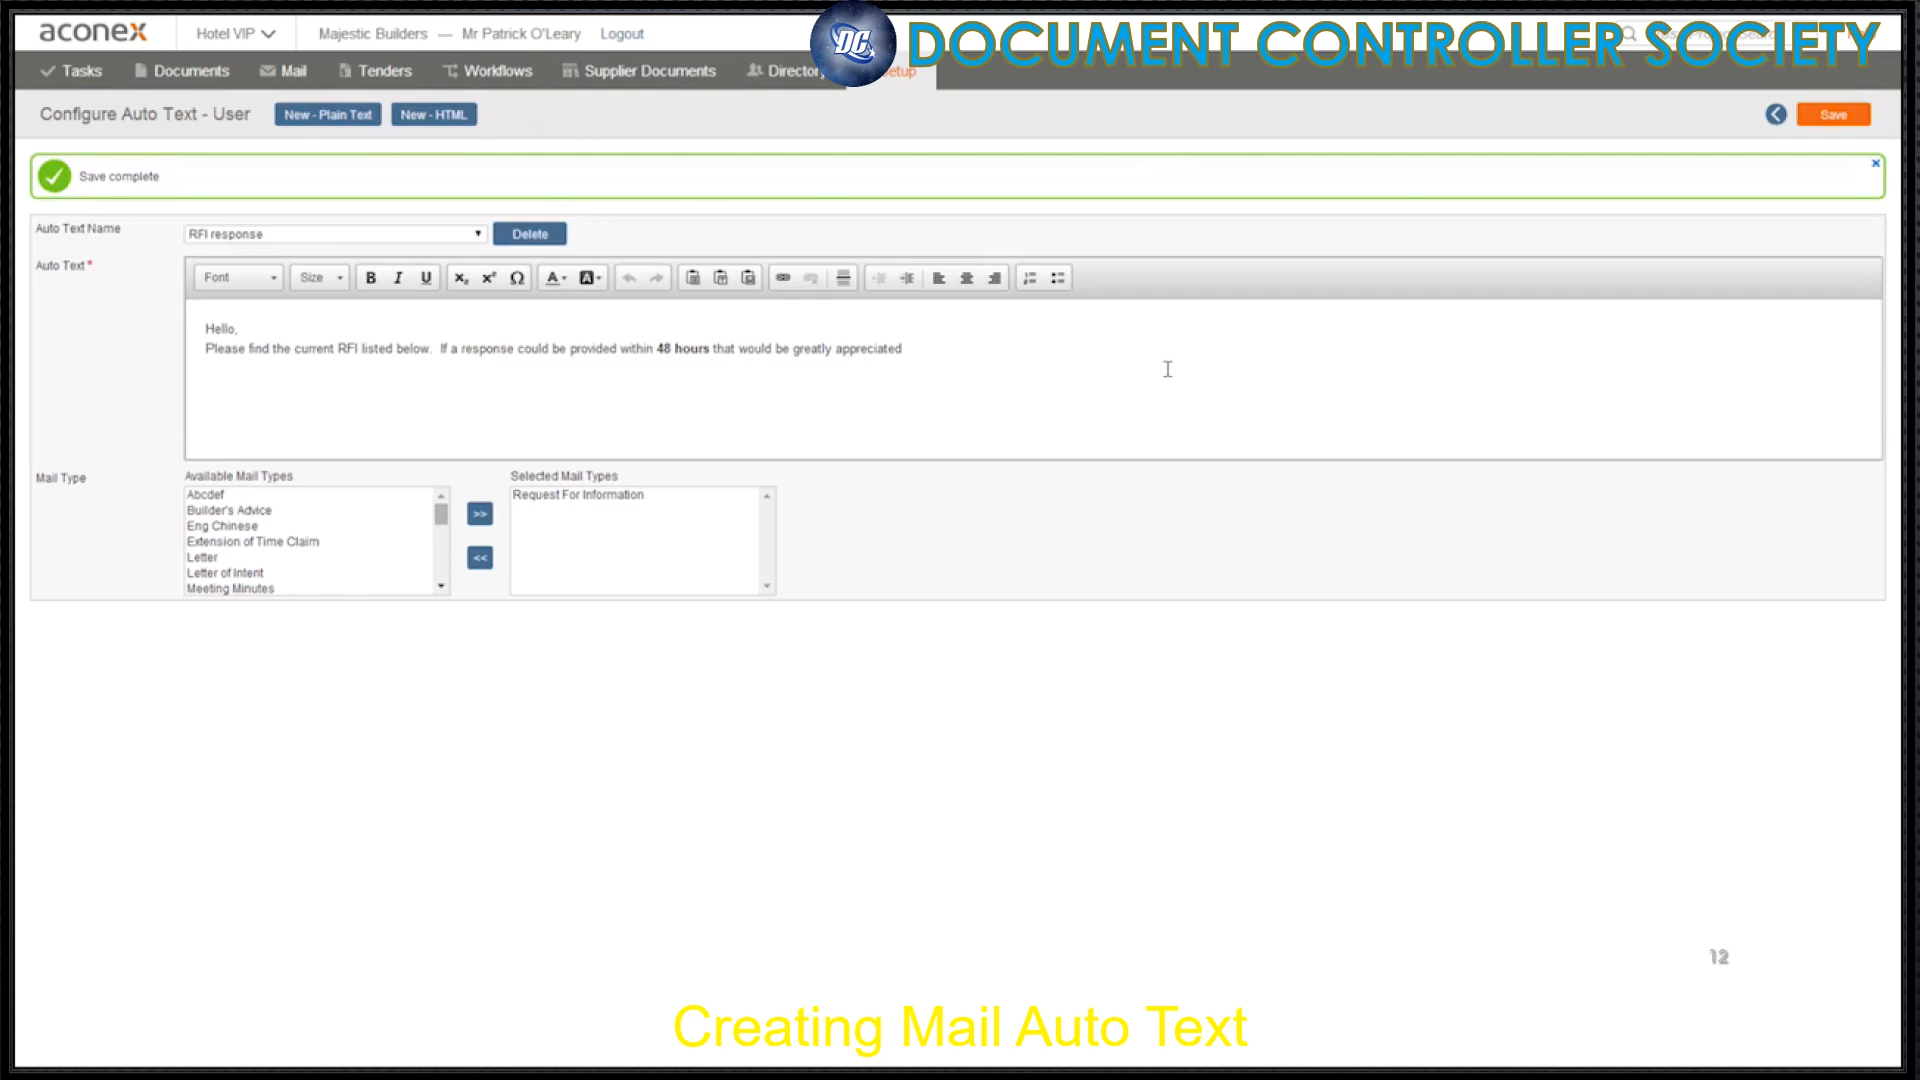 aconex
Hotel VIP
Majestic Builders — Mr Patrick O'Leary
Logout
DC
DOCUMENT CONTROLLER SOCIETY
Tasks
Documents
Mail
Tenders
Workflows
Supplier Documents
Directory
Setup
Configure Auto Text - User
New - Plain Text
New - HTML
Save
Save complete
Auto Text Name
RFI response
Delete
Auto Text *
Font
Size
B I U
Hello,
Please find the current RFI listed below. If a response could be provided within 48 hours that would be greatly appreciated
Mail Type
Available Mail Types
Abcdef
Builder's Advice
Eng Chinese
Extension of Time Claim
Letter
Letter of Intent
Meeting Minutes
>>
<<
Selected Mail Types
Request For Information
12
Creating Mail Auto Text